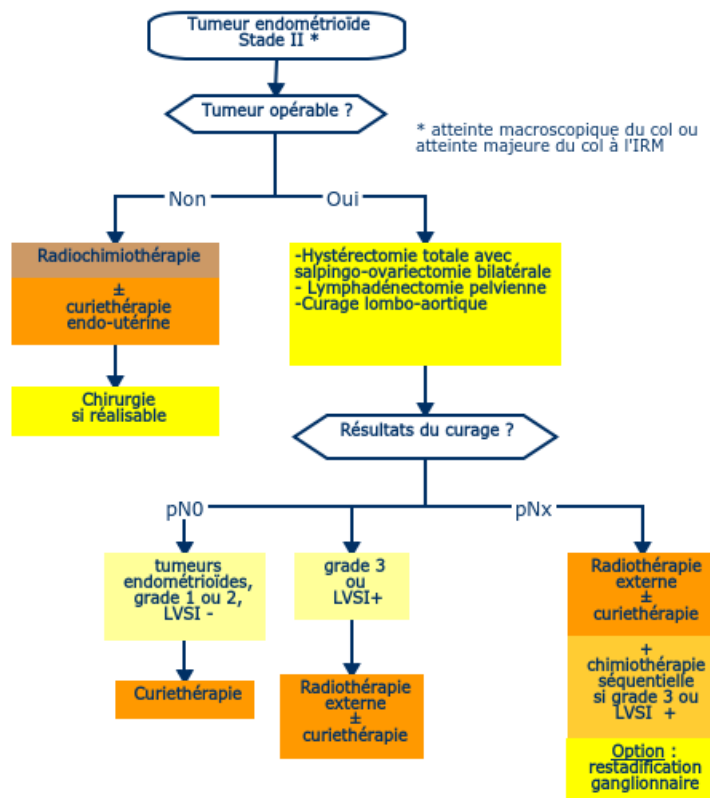 Tumeur endométrioïde
Stade II *
Tumeur opérable ?
* atteinte macroscopique du col ou
atteinte majeure du col à l'IRM
Non
Oui
Radiochimiothérapie
±
curiethérapie
endo-utérine
Chirurgie
si réalisable
-Hystérectomie totale avec
salpingo-ovariectomie bilatérale
- Lymphadénectomie pelvienne
-Curage lombo-aortique
Résultats du curage ?
pN0
pNx
tumeurs
endométrioïdes,
grade 1 ou 2,
LVSI -
Curiethérapie
grade 3
ou
LVSI+
Radiothérapie
externe
±
curiethérapie
Radiothérapie
externe
±
curiethérapie
+
chimiothérapie
séquentielle
si grade 3 ou
LVSI +
Option :
restadification
ganglionnaire